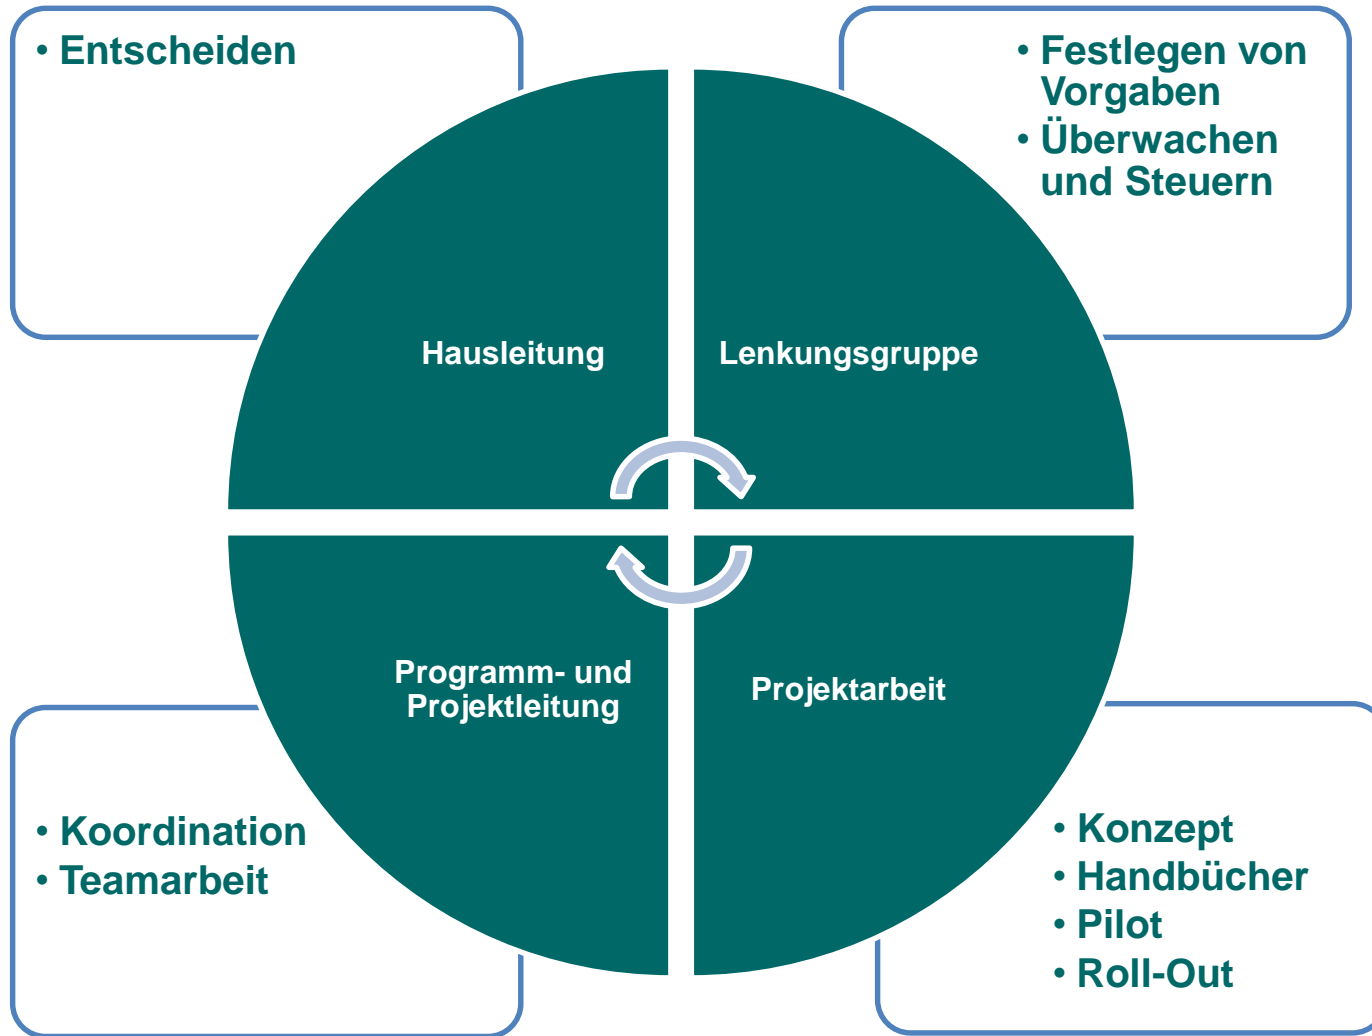 • Entscheiden
• Festlegen von
Vorgaben
• Überwachen
und Steuern
Hausleitung
Lenkungsgruppe
Programm- und
Projektleitung
Projektarbeit
• Koordination
• Teamarbeit
• Konzept
• Handbücher
• Pilot
• Roll-Out